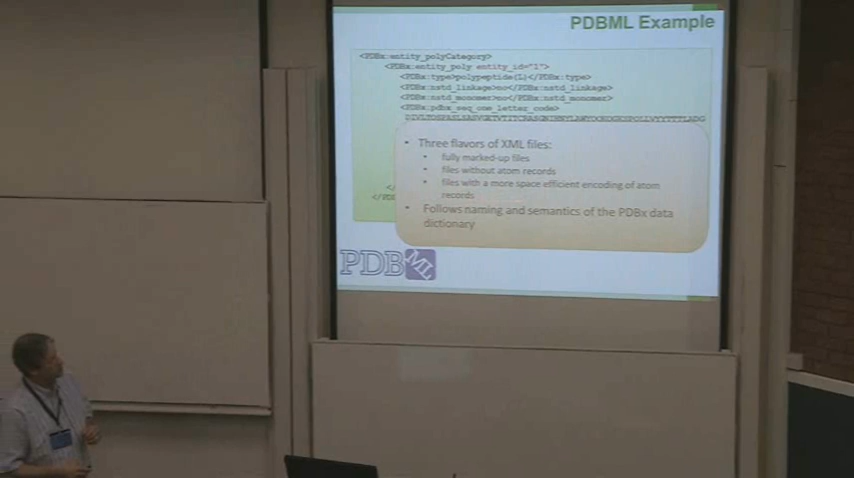 PDBML Example
<PDBx:entity_polyCategory>
<PDBx:entity_poly entity_id="1">
<PDBx:type>polypeptide(L)</PDBx:type>
<PDBx:nstd_linkage>no</PDBx:nstd_linkage>
<PDBx:nstd_monomer>no</PDBx:nstd_monomer>
<PDBx:pdbx_seq_one_letter_code>
• Three flavors of XML files:
• fully marked-up files
• files without atom records
• files with a more space efficient encoding of atom
records
• Follows naming and semantics of the PDBx data
dictionary
PDBML